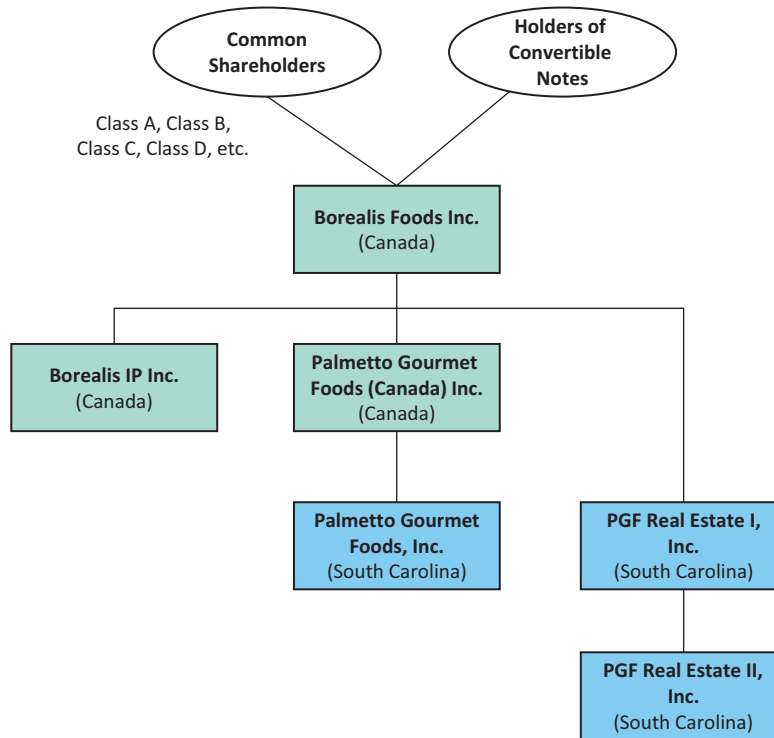 Common
Shareholders
Holders of
Convertible
Notes
Class A, Class B,
Class C, Class D, etc.
Borealis Foods Inc.
(Canada)
Borealis IP Inc.
(Canada)
Palmetto Gourmet
Foods (Canada) Inc.
(Canada)
Palmetto Gourmet
Foods, Inc.
(South Carolina)
PGF Real Estate I,
Inc.
(South Carolina)
PGF Real Estate II,
Inc.
(South Carolina)